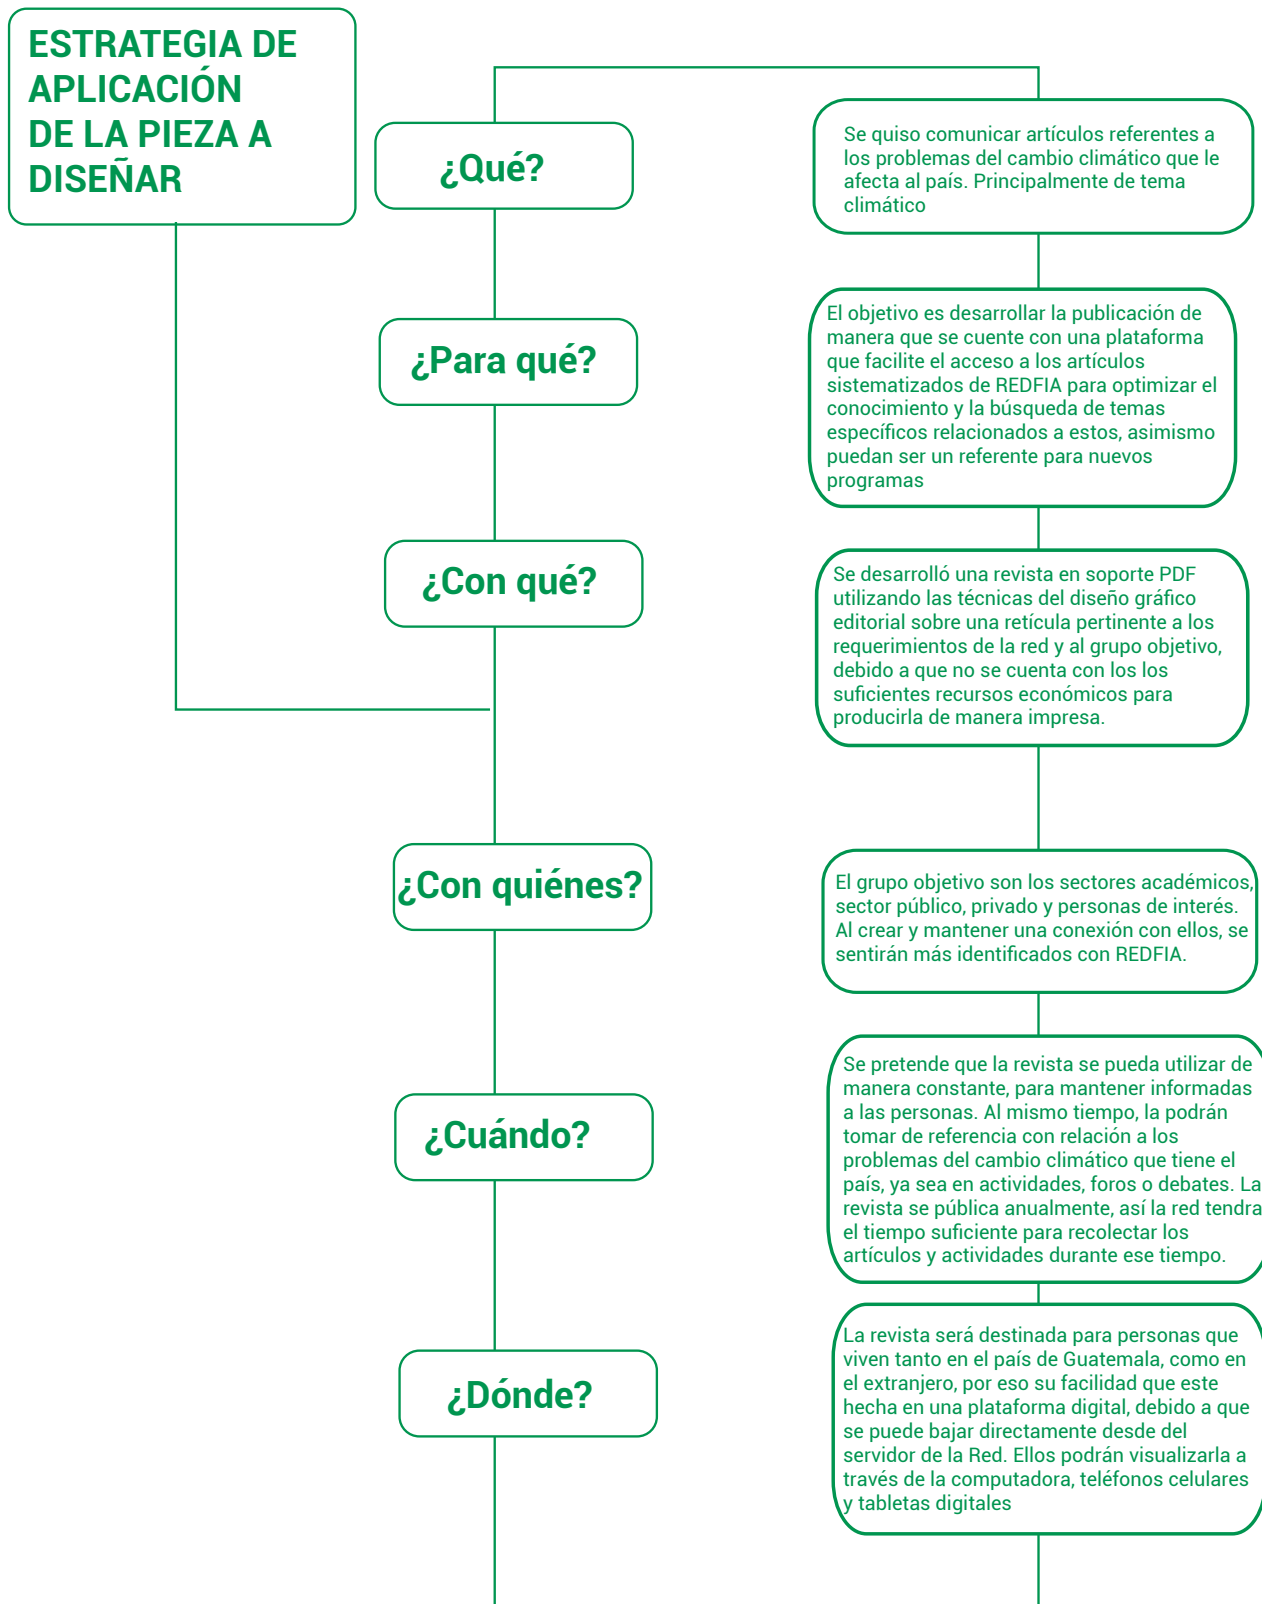 ESTRATEGIA DE
APLICACIÓN
DE LA PIEZA A
DISEÑAR
¿Qué?
Se quiso comunicar artículos referentes a
los problemas del cambio climático que le
afecta al país. Principalmente de tema
climático
¿Para qué?
El objetivo es desarrollar la publicación de
manera que se cuente con una plataforma
que facilite el acceso a los artículos
sistematizados de REDFIA para optimizar el
conocimiento y la búsqueda de temas
específicos relacionados a estos, asimismo
puedan ser un referente para nuevos
programas
¿Con qué?
Se desarrolló una revista en soporte PDF
utilizando las técnicas del diseño gráfico
editorial sobre una retícula pertinente a los
requerimientos de la red y al grupo objetivo,
debido a que no se cuenta con los los
suficientes recursos económicos para
producirla de manera impresa.
¿Con quiénes?
El grupo objetivo son los sectores académicos,
sector público, privado y personas de interés.
Al crear y mantener una conexión con ellos, se
sentirán más identificados con REDFIA.
¿Cuándo?
Se pretende que la revista se pueda utilizar de
manera constante, para mantener informadas
a las personas. Al mismo tiempo, la podrán
tomar de referencia con relación a los
problemas del cambio climático que tiene el
país, ya sea en actividades, foros o debates. La
revista se pública anualmente, así la red tendra
el tiempo suficiente para recolectar los
artículos y actividades durante ese tiempo.
¿Dónde?
La revista será destinada para personas que
viven tanto en el país de Guatemala, como en
el extranjero, por eso su facilidad que este
hecha en una plataforma digital, debido a que
se puede bajar directamente desde del
servidor de la Red. Ellos podrán visualizarla a
través de la computadora, teléfonos celulares
y tabletas digitales